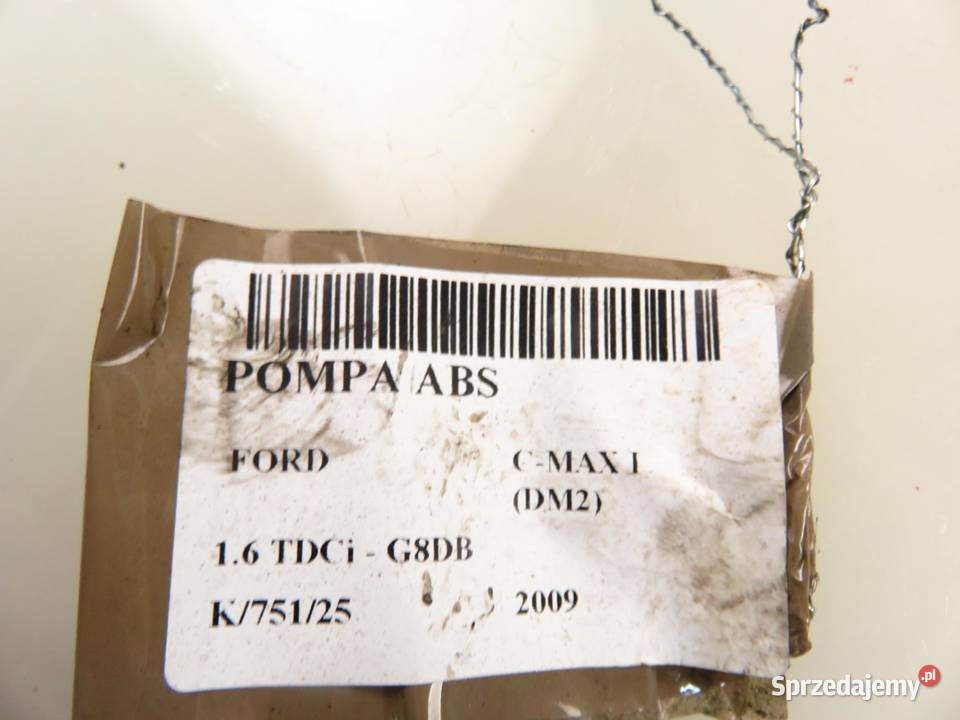 POMPA ABS
FORD C-MAX I
(DM2)
1.6 TDCi - G8DB
K/751/25 2009
Sprzedajemy.pl